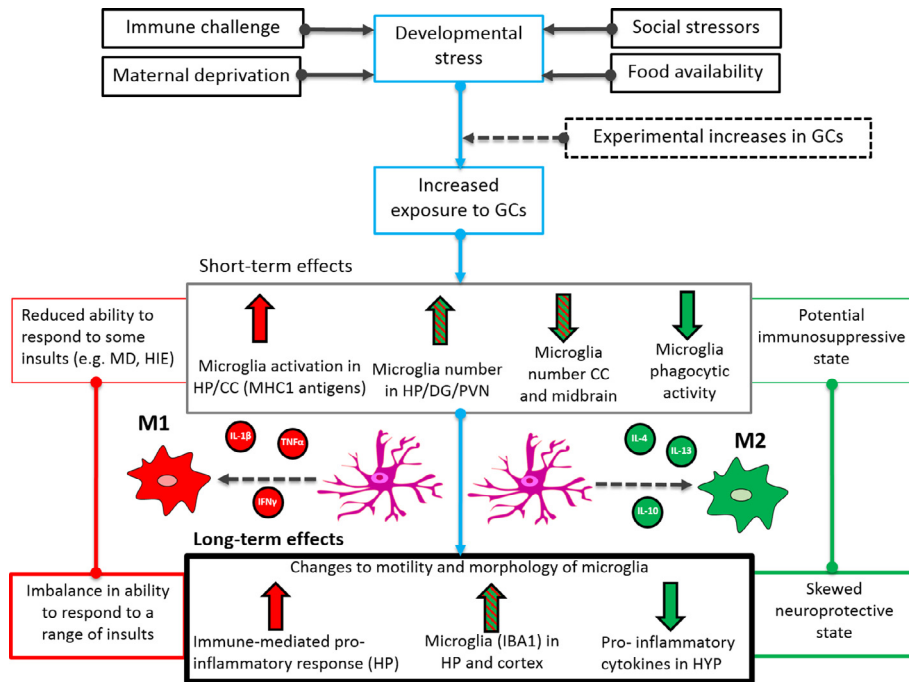 Immune challenge
Developmental
stress
Social stressors
Maternal deprivation
Food availability
Experimental increases in GCs
Increased
exposure to GCs
Short-term effects
Reduced ability to
respond to some
insults (e.g. MD, HIE)
Microglia activation in
HP/CC (MHC1 antigens)
Microglia number
in HP/DG/PVN
Microglia
number CC
and midbrain
Microglia
phagocytic
activity
Potential
immunosuppressive
state
M1
IL-1β
TNFα
IFNγ
IL-4
IL-13
IL-10
M2
Long-term effects
Changes to motility and morphology of microglia
Imbalance in ability
to respond to a
range of insults
Immune-mediated pro-
inflammatory response (HP)
Microglia (IBA1) in
HP and cortex
Pro- inflammatory
cytokines in HYP
Skewed
neuroprotective
state